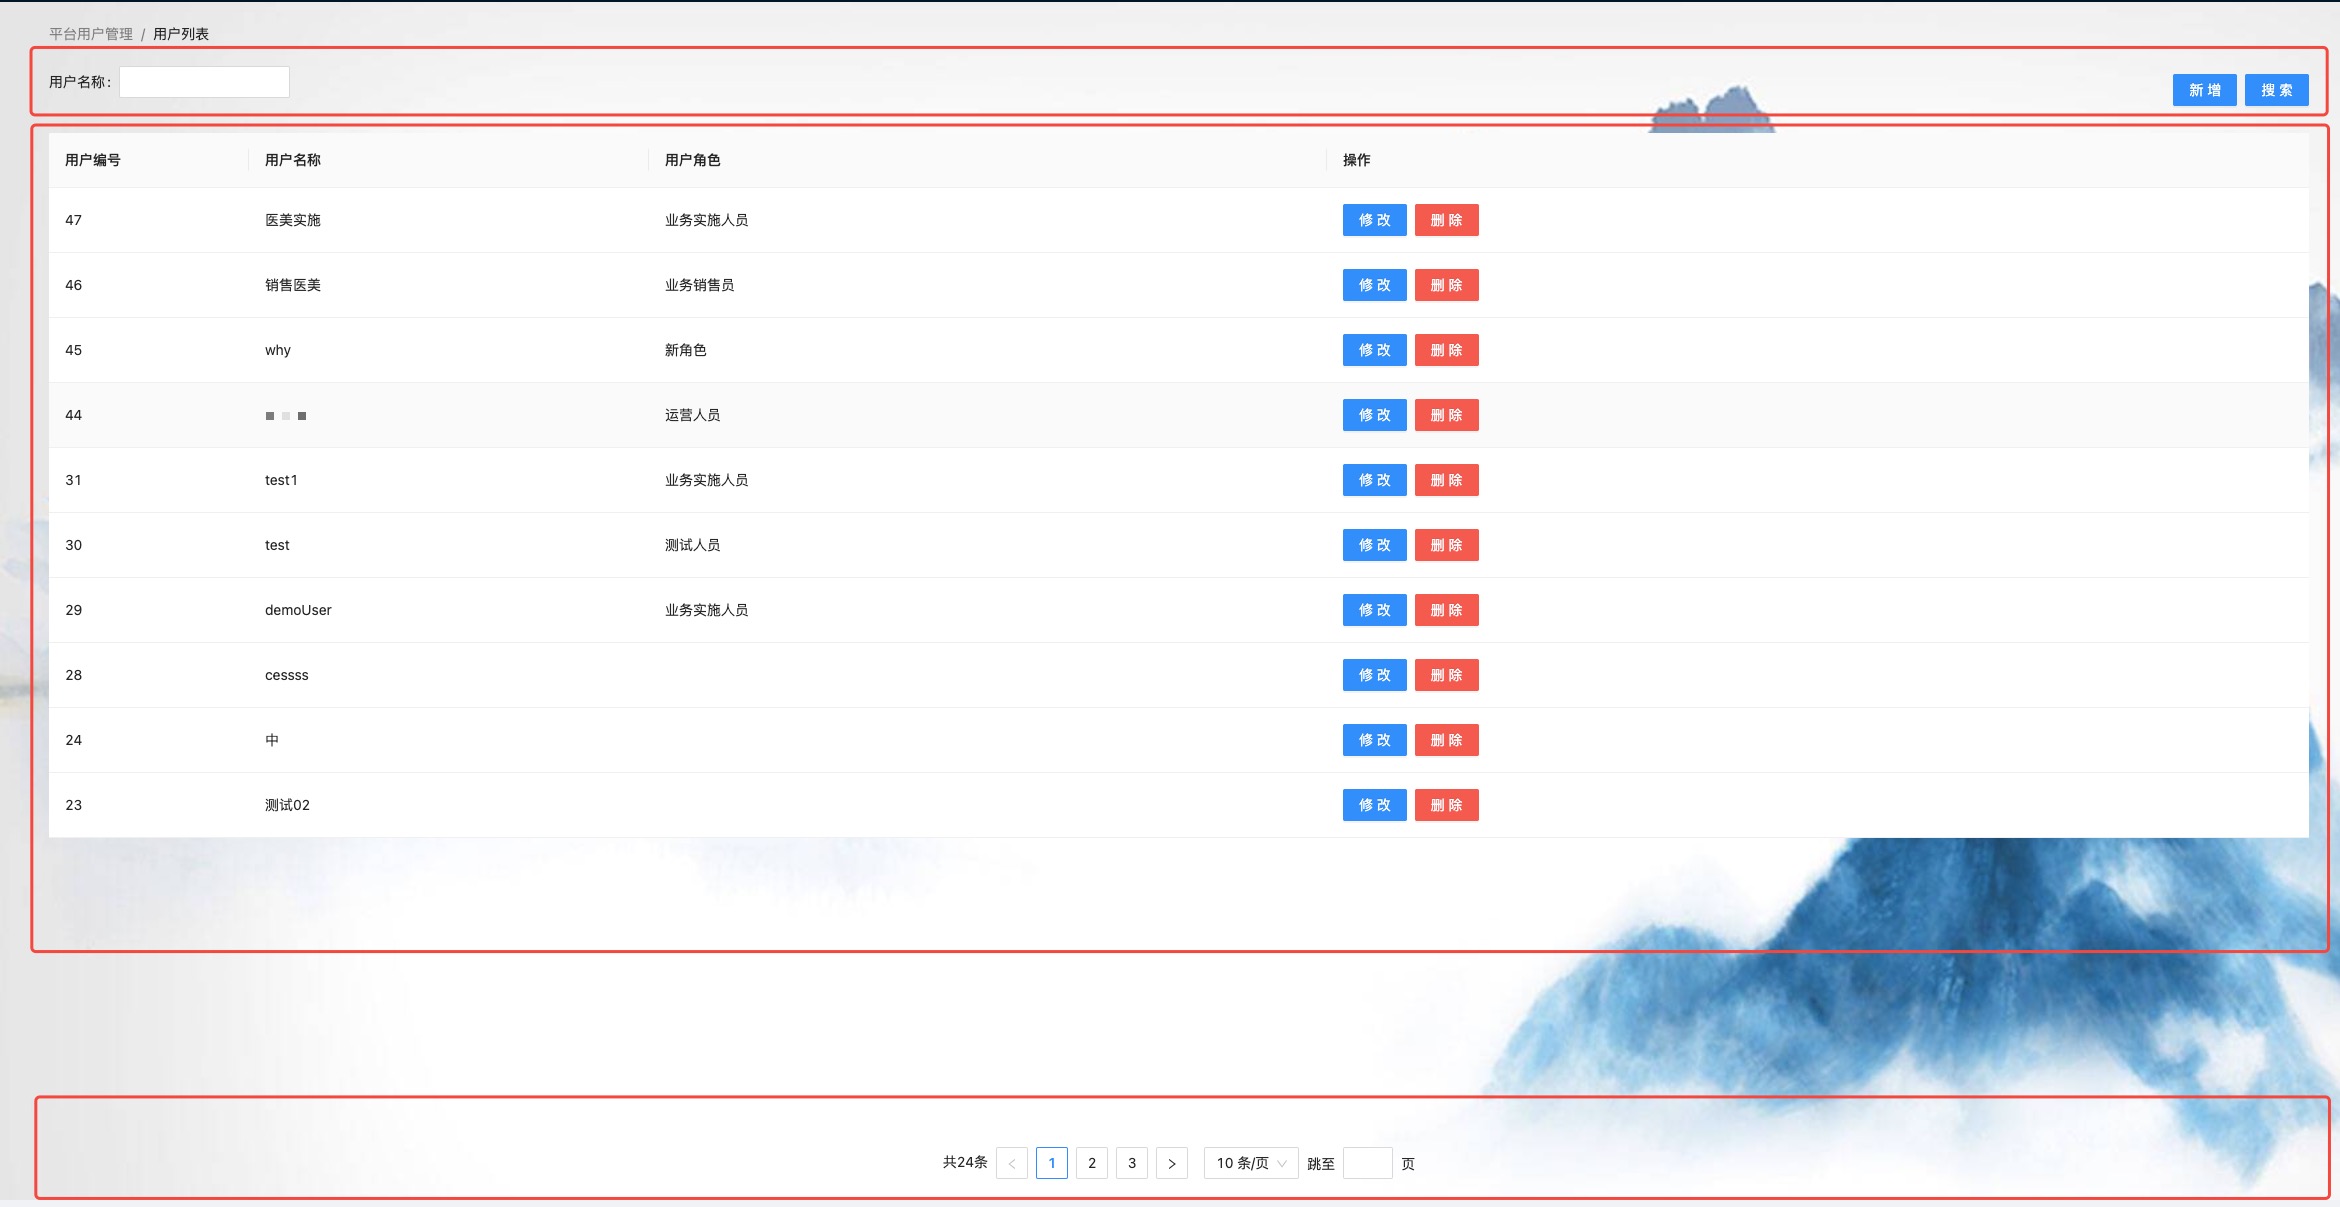 平台用户管理 / 用户列表
用户名称:
新 增 搜 索
用户编号 用户名称 用户角色 操作
47 医美实施 业务实施人员 修 改 删 除
46 销售医美 业务销售员 修 改 删 除
45 why 新角色 修 改 删 除
44 运营人员 修 改 删 除
31 test1 业务实施人员 修 改 删 除
30 test 测试人员 修 改 删 除
29 demoUser 业务实施人员 修 改 删 除
28 cessss 修 改 删 除
24 中 修 改 删 除
23 测试02 修 改 删 除
共24条 < 1 2 3 > 10 条/页 跳至 页